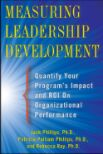 MEASURING
LEADERSHIP
DEVELOPMENT
Quantify Your
Program's Impact
and ROI On
Organizational
Performance
Jack Phillips, Ph.D.,
Patricia Pulliam Phillips, Ph.D.,
and Rebecca Ray, Ph.D.